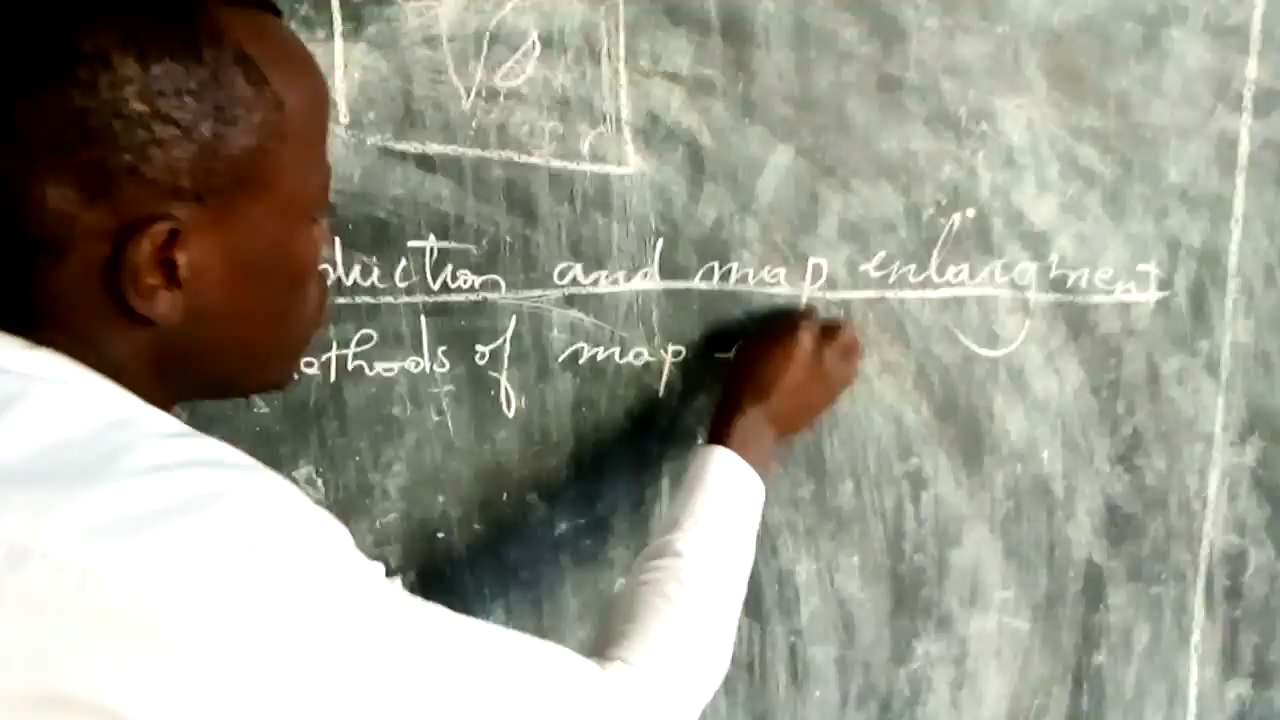 duction and map enlargment
ethods of map